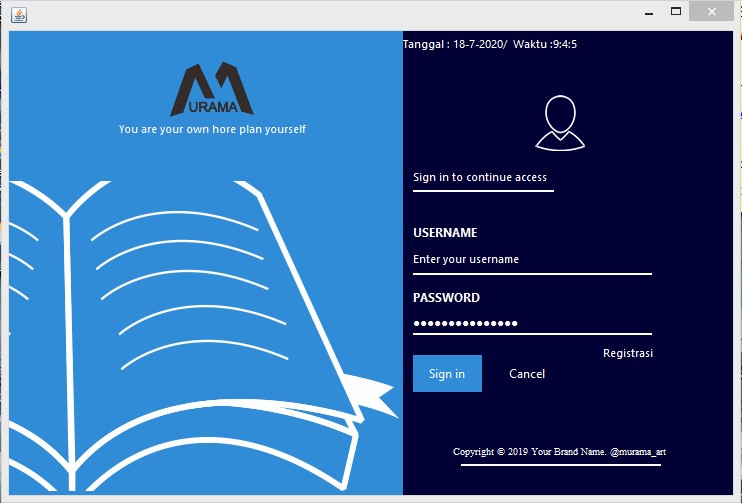 URAMA
You are your own hore plan yourself
Tanggal : 18-7-2020/ Waktu :9:4:5
Sign in to continue access
USERNAME
Enter your username
PASSWORD
Registrasi
Sign in Cancel
Copyright © 2019 Your Brand Name. @murama_art